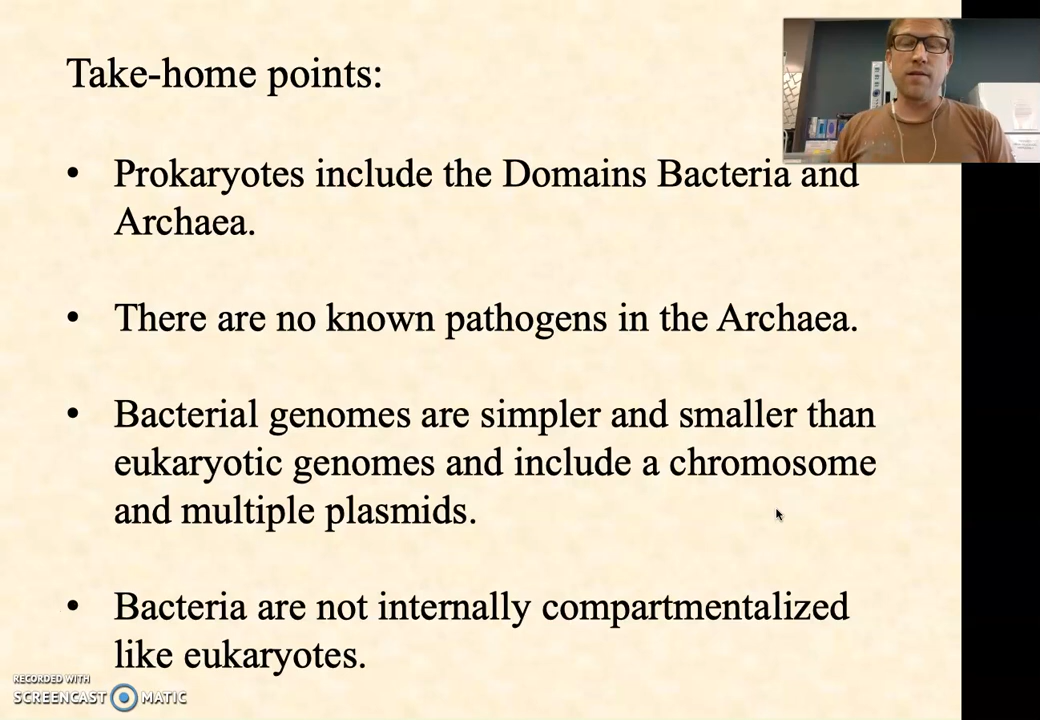 Take-home points:
• Prokaryotes include the Domains Bacteria and
Archaea.
• There are no known pathogens in the Archaea.
• Bacterial genomes are simpler and smaller than
eukaryotic genomes and include a chromosome
and multiple plasmids.
• Bacteria are not internally compartmentalized
like eukaryotes.
RECORDED WITH
SCREENCAST MATIC